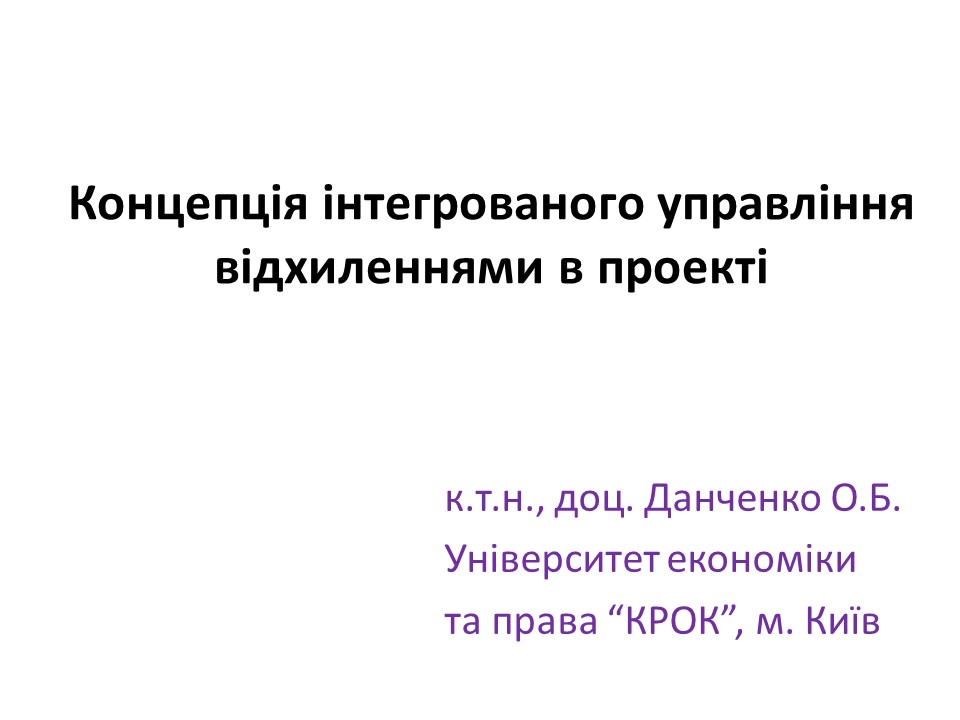 Концепція інтегрованого управління
відхиленнями в проекті
к.т.н., доц. Данченко О.Б.
Університет економіки
та права “КРОК”, м. Київ